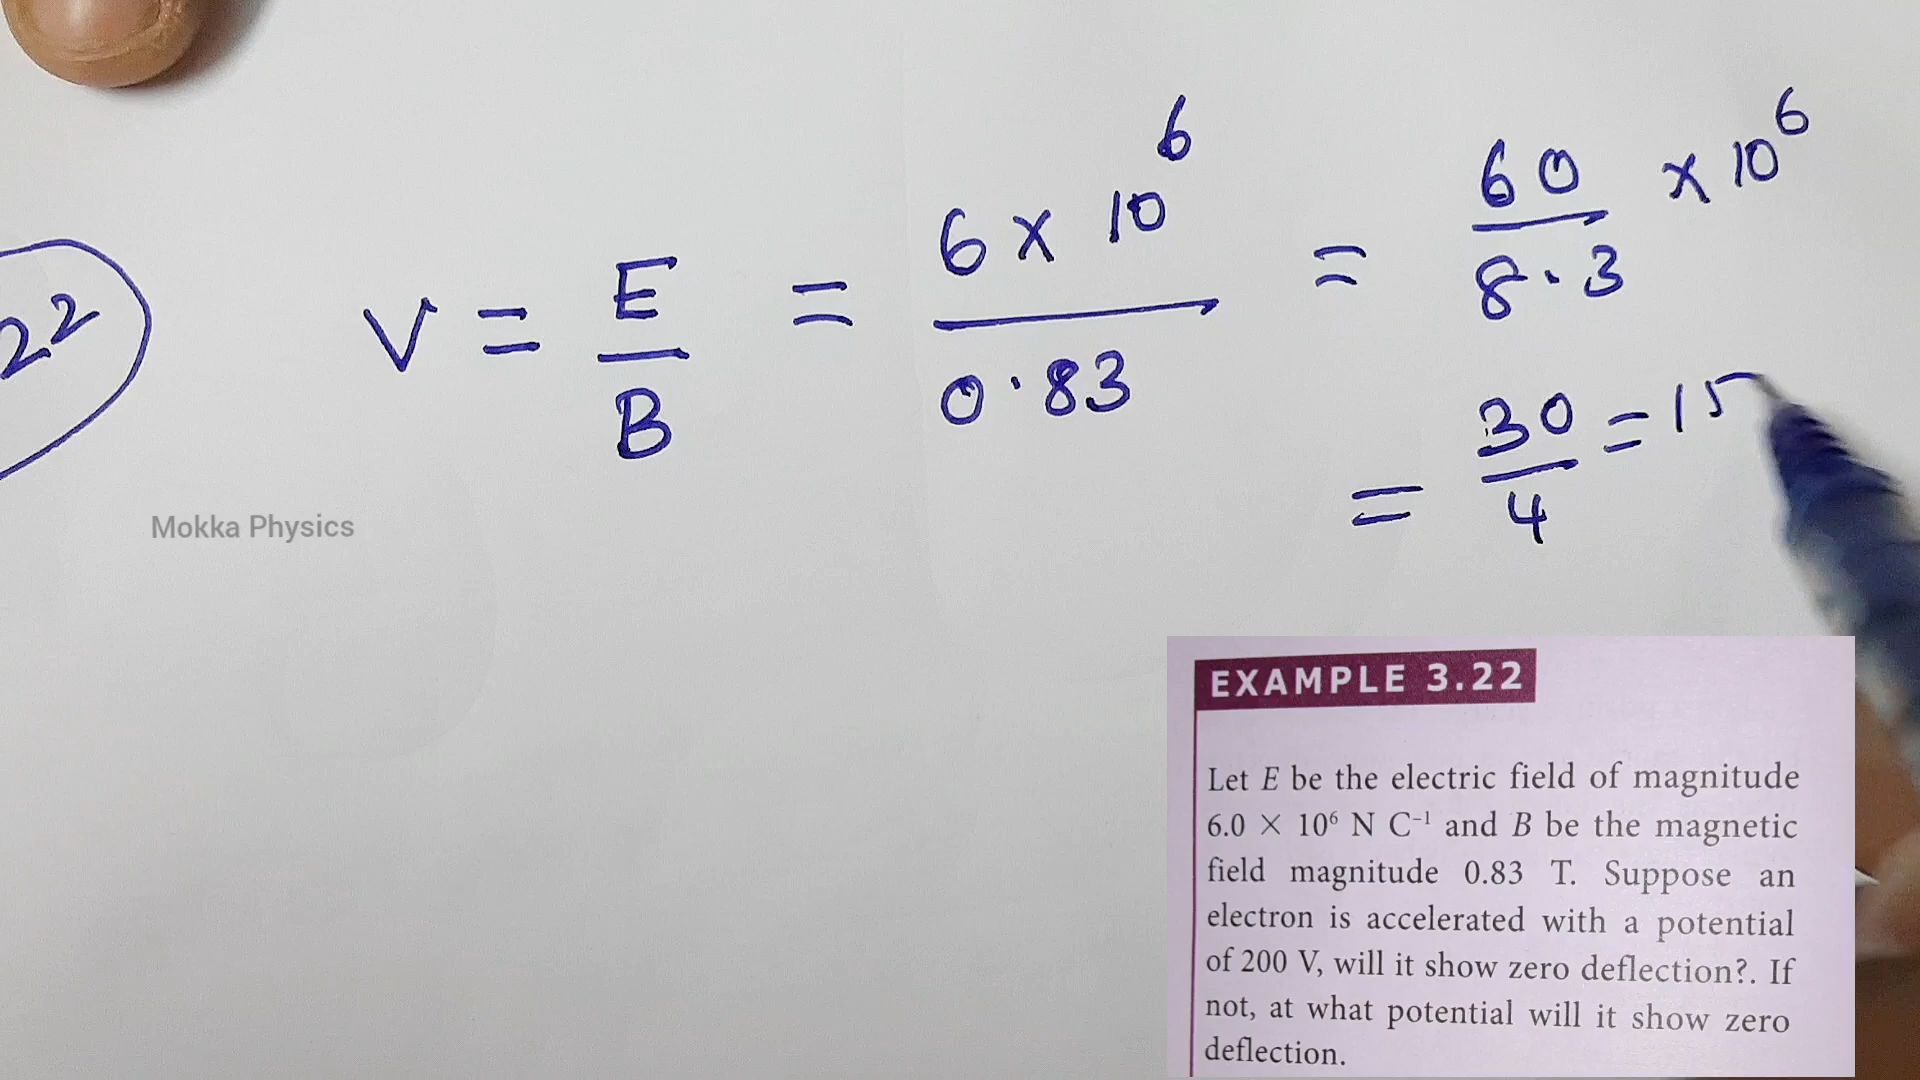 22
V = E/B = 6 x 10^6 / 0.83 = 60/8.3 x 10^6
= 30/4 = 15
Mokka Physics
EXAMPLE 3.22
Let E be the electric field of magnitude
6.0 × 10⁶ N C⁻¹ and B be the magnetic
field magnitude 0.83 T. Suppose an
electron is accelerated with a potential
of 200 V, will it show zero deflection?. If
not, at what potential will it show zero
deflection.